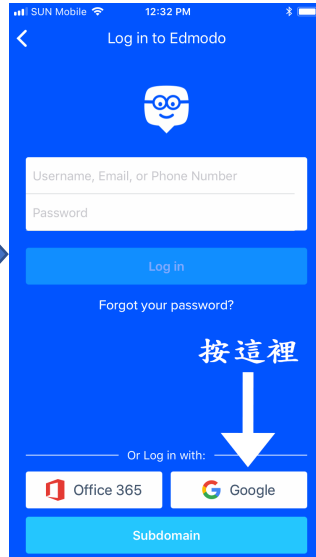 SUN Mobile 12:32 PM
Log in to Edmodo
Username, Email, or Phone Number
Password
Log in
Forgot your password?
按這裡
Or Log in with:
Office 365 Google
Subdomain